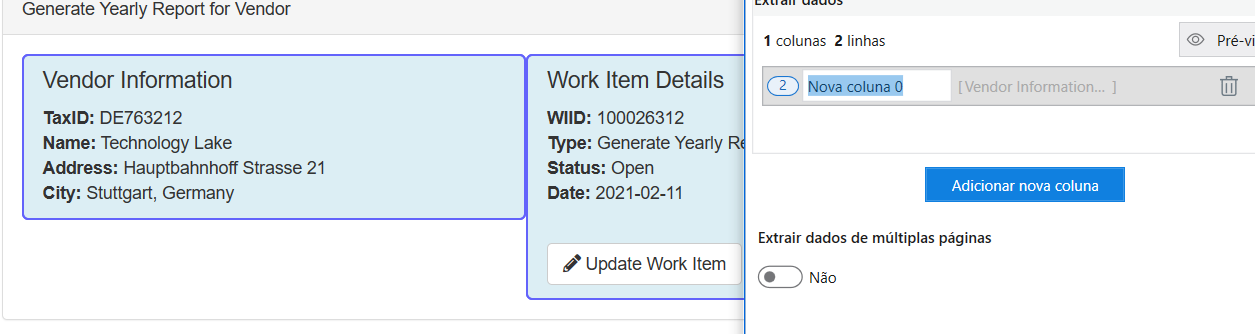 Generate Yearly Report for Vendor
Vendor Information
TaxID: DE763212
Name: Technology Lake
Address: Hauptbahnhoff Strasse 21
City: Stuttgart, Germany
Work Item Details
WIID: 100026312
Type: Generate Yearly Re
Status: Open
Date: 2021-02-11
Update Work Item
Extrair dados
1 colunas 2 linhas
Pré-vi
2 Nova coluna 0 [Vendor Information... ]
Adicionar nova coluna
Extrair dados de múltiplas páginas
Não